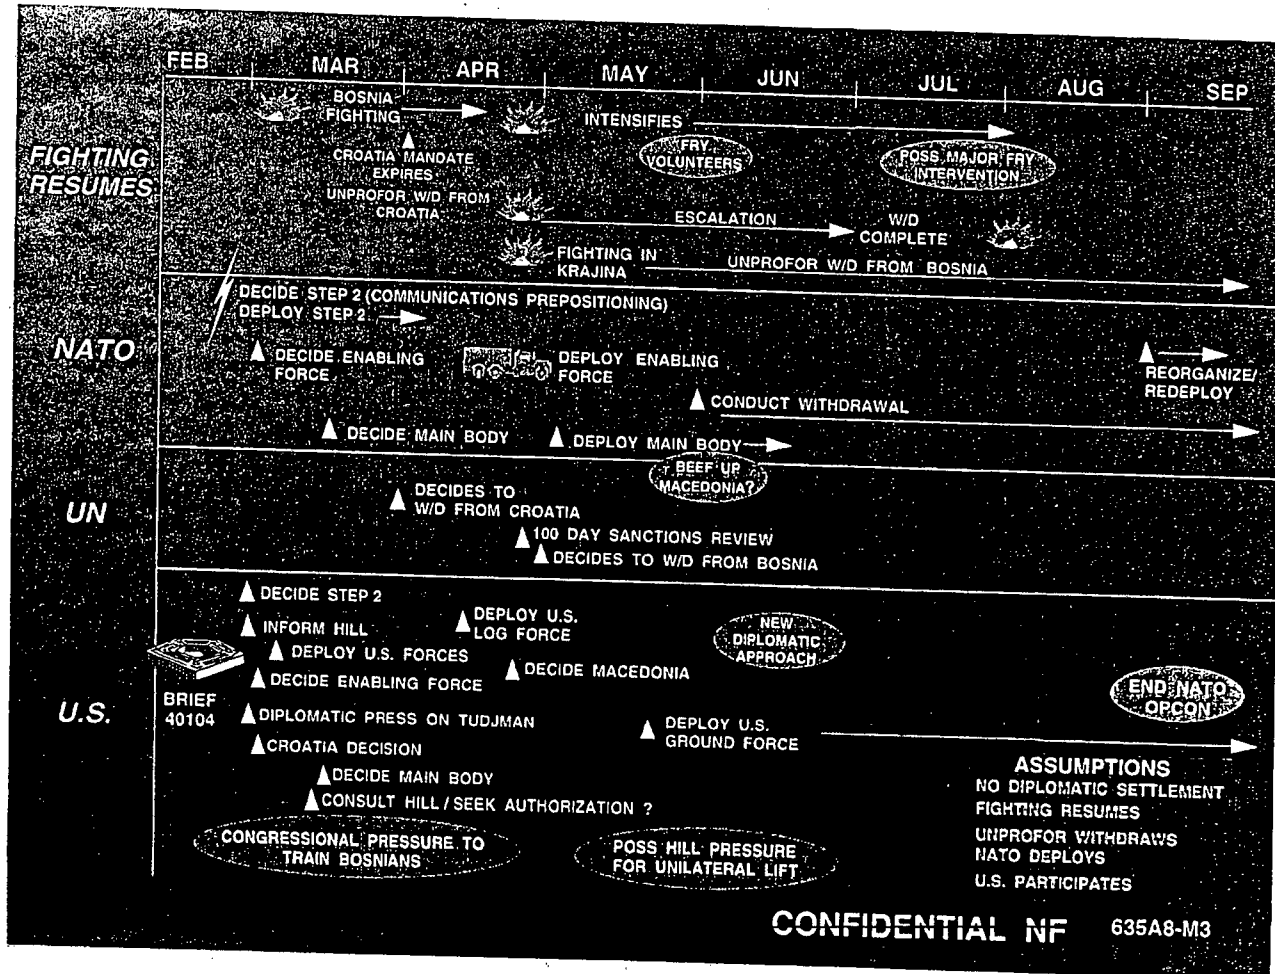 FEB MAR APR MAY JUN JUL AUG SEP
FIGHTING
RESUMES
BOSNIA
FIGHTING
INTENSIFIES
CROATIA MANDATE
EXPIRES
FRY
VOLUNTEERS
POSS MAJOR FRY
INTERVENTION
UNPROFOR W/D FROM
CROATIA
ESCALATION
W/D
COMPLETE
FIGHTING IN
KRAJINA
UNPROFOR W/D FROM BOSNIA
NATO
DECIDE STEP 2 (COMMUNICATIONS PREPOSITIONING)
DEPLOY STEP 2
DECIDE ENABLING
FORCE
DEPLOY ENABLING
FORCE
REORGANIZE/
REDEPLOY
CONDUCT WITHDRAWAL
DECIDE MAIN BODY
DEPLOY MAIN BODY
UN
BEEF UP
MACEDONIA?
DECIDES TO
W/D FROM CROATIA
100 DAY SANCTIONS REVIEW
DECIDES TO W/D FROM BOSNIA
U.S.
BRIEF
40104
DECIDE STEP 2
INFORM HILL
DEPLOY U.S. FORCES
DECIDE ENABLING FORCE
DEPLOY U.S.
LOG FORCE
DECIDE MACEDONIA
NEW
DIPLOMATIC
APPROACH
END NATO
OPCON
DIPLOMATIC PRESS ON TUDJMAN
DEPLOY U.S.
GROUND FORCE
CROATIA DECISION
DECIDE MAIN BODY
CONSULT HILL / SEEK AUTHORIZATION ?
CONGRESSIONAL PRESSURE TO
TRAIN BOSNIANS
POSS HILL PRESSURE
FOR UNILATERAL LIFT
ASSUMPTIONS
NO DIPLOMATIC SETTLEMENT
FIGHTING RESUMES
UNPROFOR WITHDRAWS
NATO DEPLOYS
U.S. PARTICIPATES
CONFIDENTIAL NF 635A8-M3